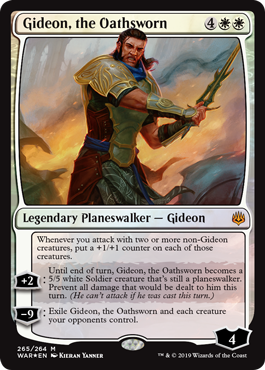 Gideon, the Oathsworn 4
Legendary Planeswalker — Gideon
Whenever you attack with two or more non-Gideon
creatures, put a +1/+1 counter on each of those
creatures.
+2 Until end of turn, Gideon, the Oathsworn becomes a
5/5 white Soldier creature that's still a planeswalker.
Prevent all damage that would be dealt to him this
turn. (He can't attack if he was cast this turn.)
−9 Exile Gideon, the Oathsworn and each creature
your opponents control.
4
265/264 M
WAR EN KIERAN YANNER
™ & © 2019 Wizards of the Coast